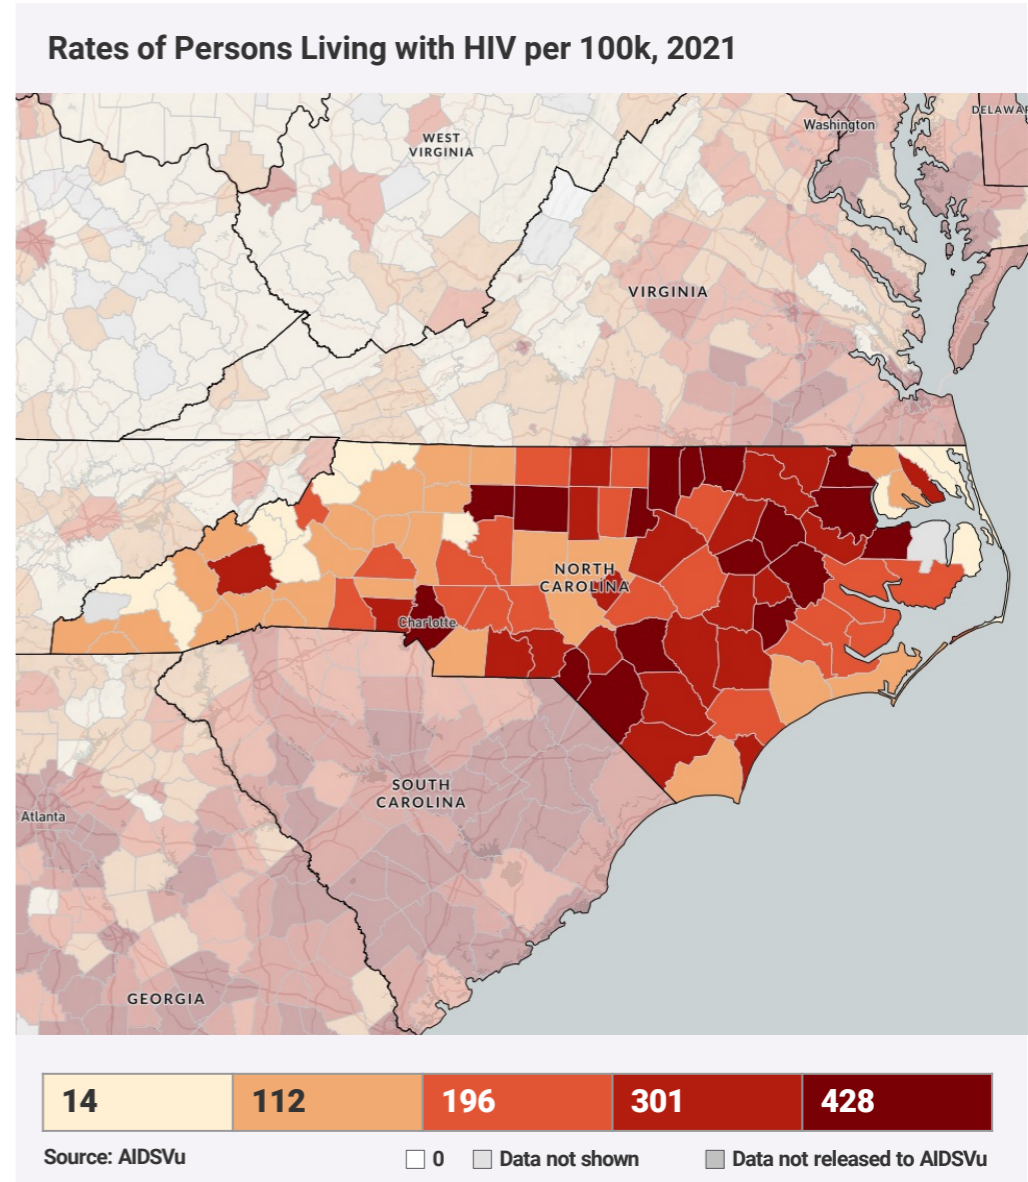 Rates of Persons Living with HIV per 100k, 2021
WEST
VIRGINIA
Washington
DELAWAR
VIRGINIA
NORTH
CAROLINA
Charlotte
SOUTH
CAROLINA
Atlanta
GEORGIA
14 112 196 301 428
Source: AIDSVu 0 Data not shown Data not released to AIDSVu